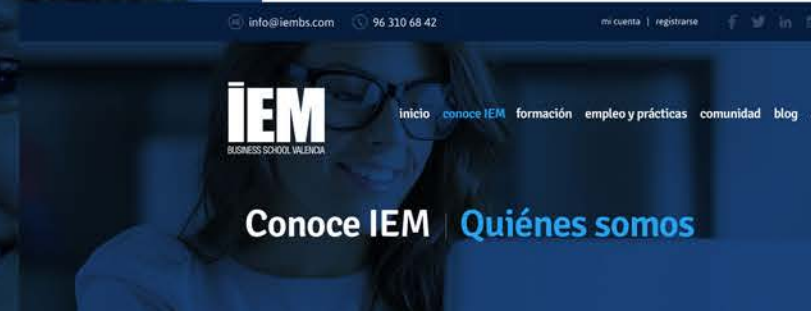 info@iembs.com 96 310 68 42 mi cuenta | registrarse
IEM
BUSINESS SCHOOL VALENCIA
inicio conoce IEM formación empleo y prácticas comunidad blog
Conoce IEM | Quiénes somos